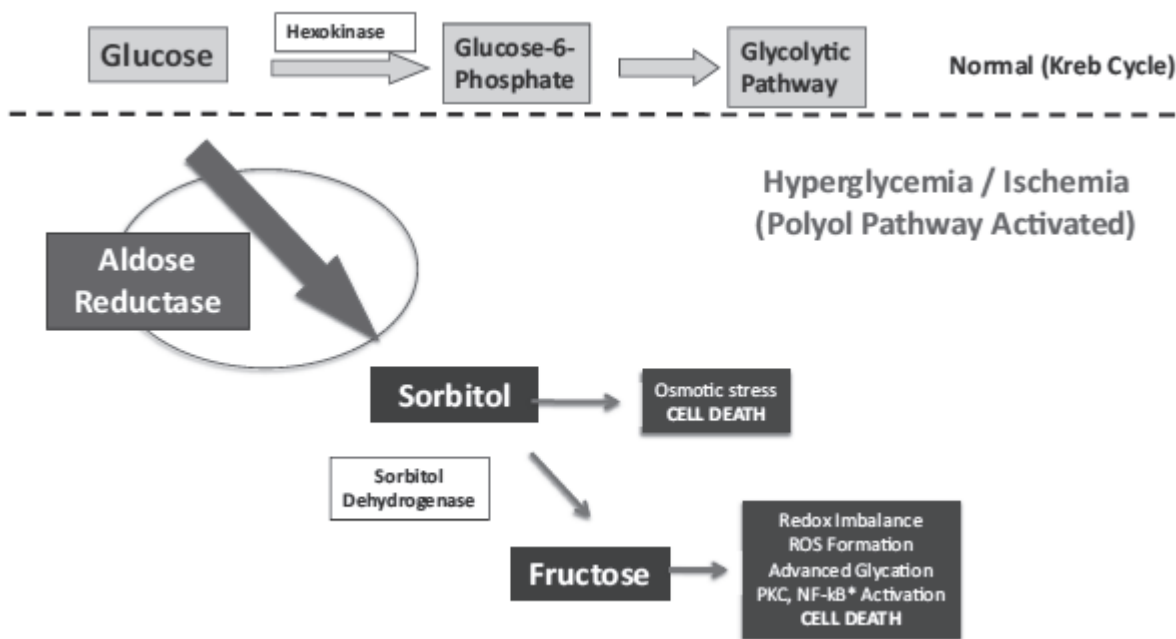 Glucose
Hexokinase
Glucose-6-
Phosphate
Glycolytic
Pathway
Normal (Kreb Cycle)
Hyperglycemia / Ischemia
(Polyol Pathway Activated)
Aldose
Reductase
Sorbitol
Osmotic stress
CELL DEATH
Sorbitol
Dehydrogenase
Fructose
Redox Imbalance
ROS Formation
Advanced Glycation
PKC, NF-kB* Activation
CELL DEATH